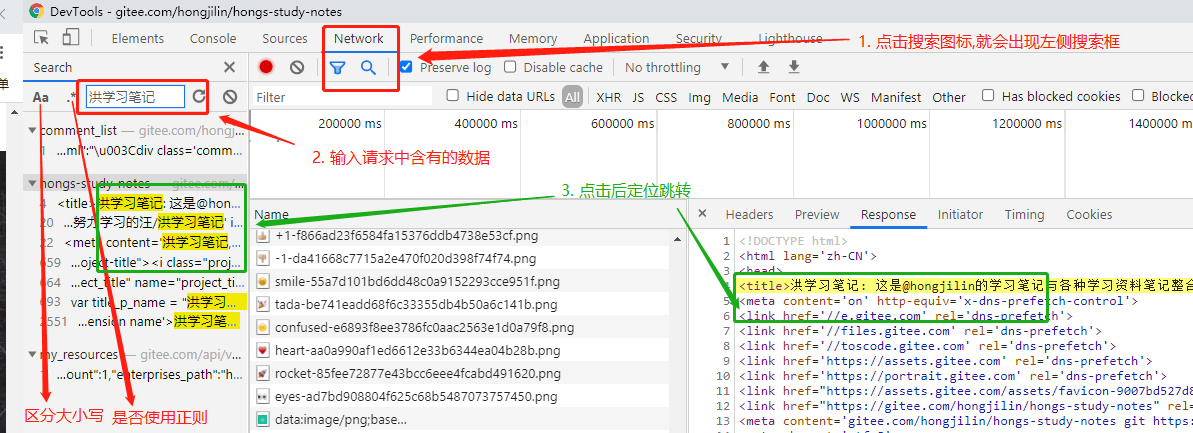 DevTools - gitee.com/hongjilin/hongs-study-notes
Elements Console Sources Network Performance Memory Application Security Lighthouse
1. 点击搜索图标,就会出现左侧搜索框
Search
Preserve log Disable cache No throttling
Aa .* 洪学习笔记
Filter Hide data URLs All XHR JS CSS Img Media Font Doc WS Manifest Other Has blocked cookies Blocked
200000 ms 400000 ms 600000 ms 800000 ms 1000000 ms 1200000 ms 1400000 ms
2. 输入请求中含有的数据
comment_list — gitee.com/hongj...
1 ...ml":"\u003Cdiv class='comm...
hongs-study-notes — gitee.com/...
4 <title>洪学习笔记: 这是@hon...
20 ...努力学习的汪/洪学习笔记' i...
22 <meta content='洪学习笔记,
659 ...oject-title"><i class="proj...
664 ...ect_title" name="project_ti...
693 var title_p_name = "洪学习...
2551 ...ension name'>洪学习笔记...
my_resources — gitee.com/api/v...
1 ...ount":1,"enterprises_path":"h...
区分大小写
是否使用正则
3. 点击后定位跳转
Name
+1-f866ad23f6584fa15376ddb4738e53cf.png
-1-da41668c7715a2e470f020d398f74f74.png
smile-55a7d101bd6dd48c0a9152293cce951f.png
tada-be741eadd68f6c33355db4b50a6c141b.png
confused-e6893f8ee3786fc0aac2563e1d0a79f8.png
heart-aa0a990af1ed6612e33b6344ea04b28b.png
rocket-85fee72877e43bcc6eee4fcabd491620.png
eyes-ad7bd908804f625c68b5487073757450.png
data:image/png;base...
Headers Preview Response Initiator Timing Cookies
1 <!DOCTYPE html>
2 <html lang='zh-CN'>
3 <head>
4 <title>洪学习笔记: 这是@hongjilin的学习笔记与各种学习资料笔记整合
5 <meta content='on' http-equiv='x-dns-prefetch-control'>
6 <link href='//e.gitee.com' rel='dns-prefetch'>
7 <link href='//files.gitee.com' rel='dns-prefetch'>
8 <link href='//toscode.gitee.com' rel='dns-prefetch'>
9 <link href='https://assets.gitee.com' rel='dns-prefetch'>
10 <link href='https://portrait.gitee.com' rel='dns-prefetch'>
11 <link href="https://assets.gitee.com/assets/favicon-9007bd527d8
12 <link href="https://gitee.com/hongjilin/hongs-study-notes" rel=
13 <meta content='gitee.com/hongjilin/hongs-study-notes git https: